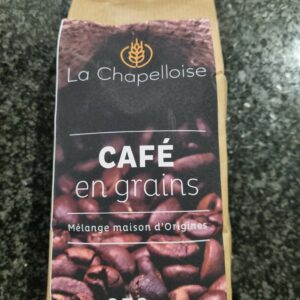 La Chapelloise
CAFÉ
en grains
Mélange maison d'Origines